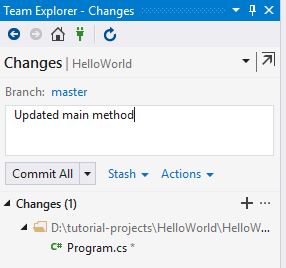 Team Explorer - Changes
Changes | HelloWorld
Branch: master
Updated main method
Commit All Stash Actions
Changes (1)
D:\tutorial-projects\HelloWorld\HelloW...
C# Program.cs *